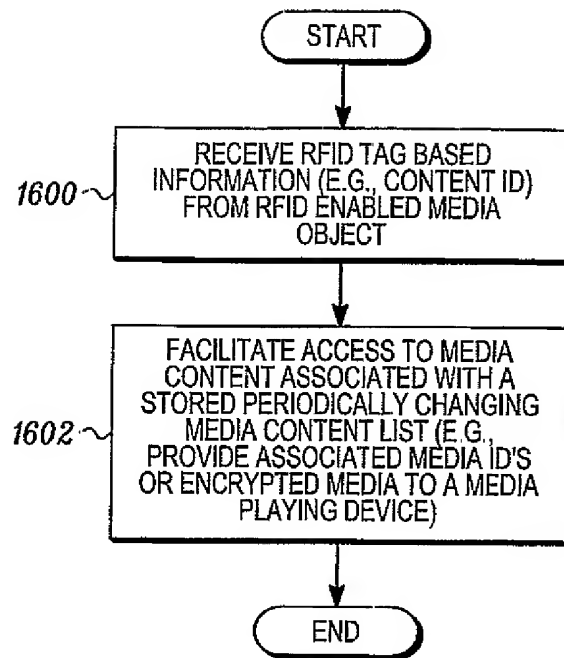 START
1600
RECEIVE RFID TAG BASED
INFORMATION (E.G., CONTENT ID)
FROM RFID ENABLED MEDIA
OBJECT
1602
FACILITATE ACCESS TO MEDIA
CONTENT ASSOCIATED WITH A
STORED PERIODICALLY CHANGING
MEDIA CONTENT LIST (E.G.,
PROVIDE ASSOCIATED MEDIA ID'S
OR ENCRYPTED MEDIA TO A MEDIA
PLAYING DEVICE)
END